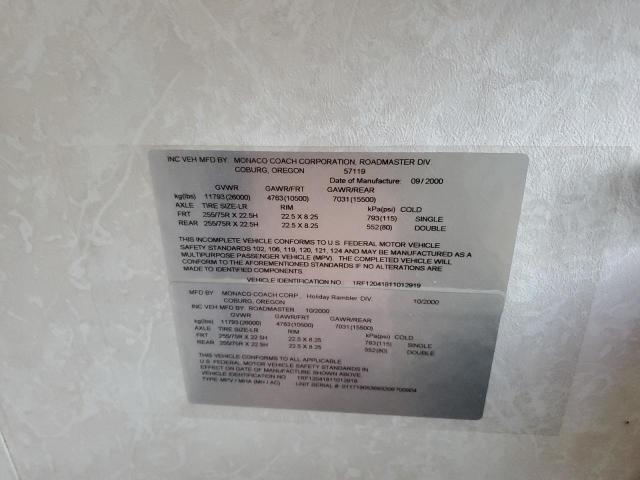 INC VEH MFD BY MONACO COACH CORPORATION, ROADMASTER DIV
COBURG, OREGON 57119
Date of Manufacture: 09/2000
GVWR GAWR/FRT GAWR/REAR
kg(lbs) 11793(26000) 4763(10500) 7031(15500)
AXLE TIRE SIZE-LR RIM kPa(psi) COLD
FRT 255/75R X 22.5H 22.5 X 8.25 793(115) SINGLE
REAR 255/75R X 22.5H 22.5 X 8.25 552(80) DOUBLE
THIS INCOMPLETE VEHICLE CONFORMS TO U.S. FEDERAL MOTOR VEHICLE
SAFETY STANDARDS 102, 106, 119, 120, 121, 124 AND MAY BE MANUFACTURED AS A
MULTIPURPOSE PASSENGER VEHICLE (MPV). THE COMPLETED VEHICLE WILL
CONFORM TO THE AFOREMENTIONED STANDARDS IF NO ALTERATIONS ARE
MADE TO IDENTIFIED COMPONENTS.
VEHICLE IDENTIFICATION NO. 1RF12041811012919
MFD BY MONACO COACH CORP., Holiday Rambler DIV. 10/2000
COBURG, OREGON
INC VEH MFD BY ROADMASTER 10/2000
GVWR GAWR/FRT GAWR/REAR
kg(lbs) 11793(26000) 4763(10500) 7031(15500)
AXLE TIRE SIZE-LR RIM kPa(psi) COLD
FRT 255/75R X 22.5H 22.5 X 8.25 793(115) SINGLE
REAR 255/75R X 22.5H 22.5 X 8.25 552(80) DOUBLE
THIS VEHICLE CONFORMS TO ALL APPLICABLE
U.S. FEDERAL MOTOR VEHICLE SAFETY STANDARDS IN
EFFECT ON DATE OF MANUFACTURE SHOWN ABOVE.
VEHICLE IDENTIFICATION NO. 1RF12041811012919
TYPE MPV / MHA (MH / AC) UNIT SERIAL #: